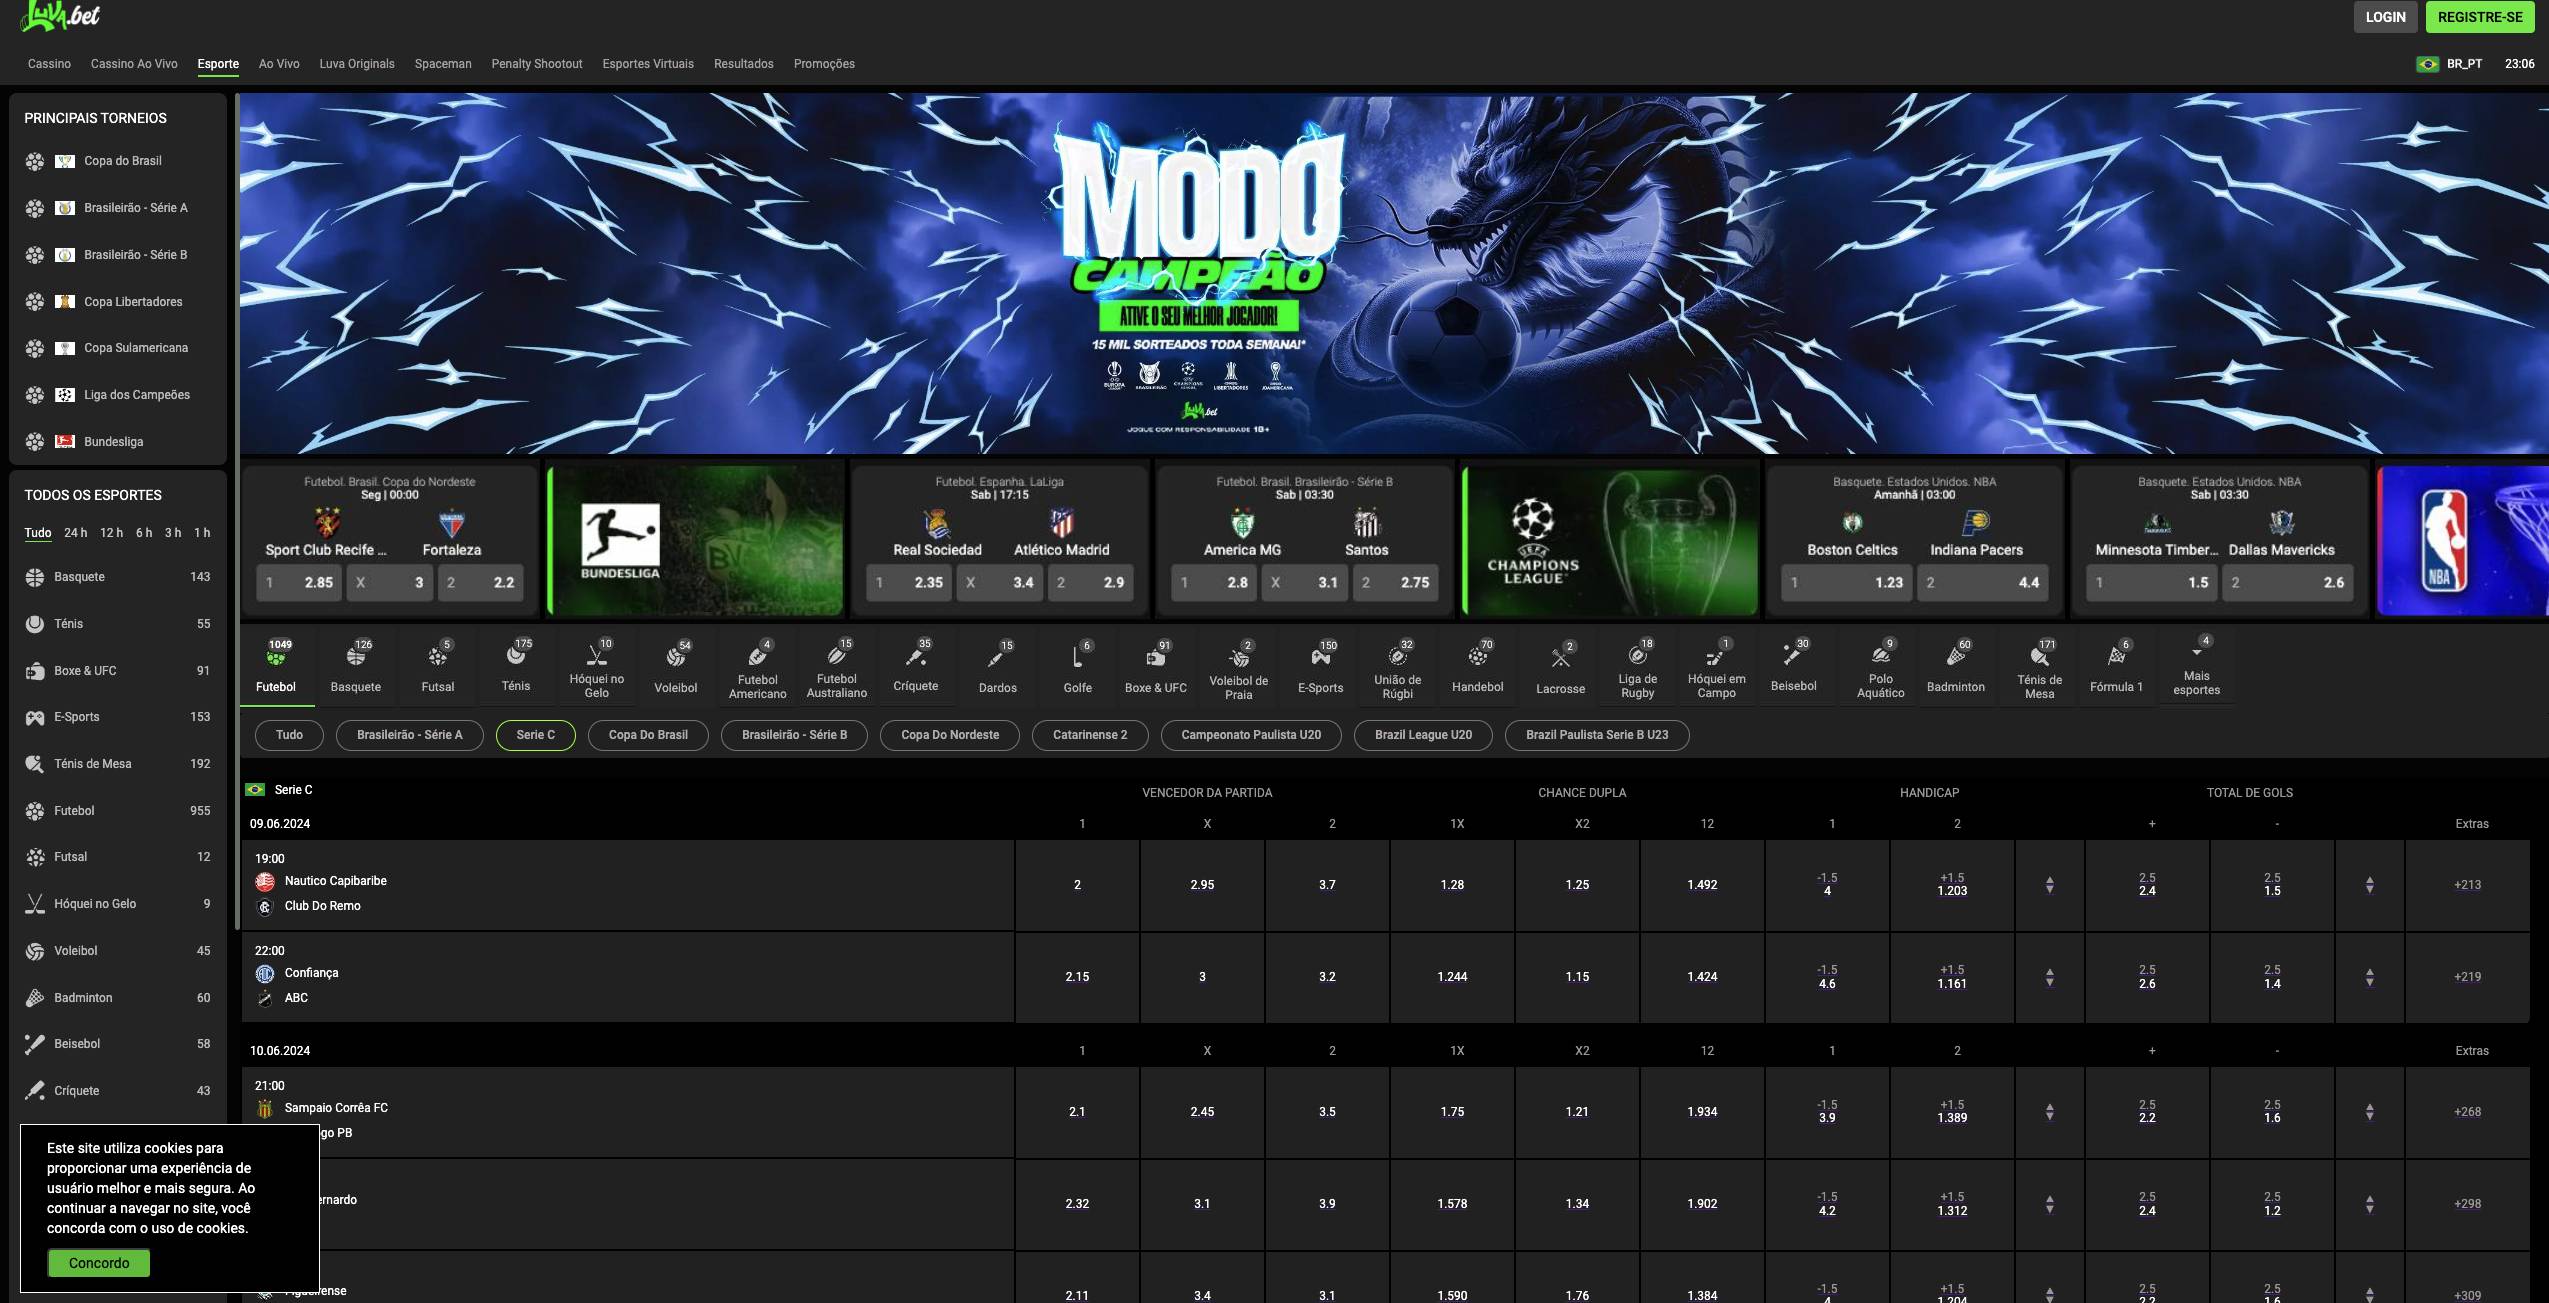 LUVA.bet
LOGIN
REGISTRE-SE
Cassino
Cassino Ao Vivo
Esporte
Ao Vivo
Luva Originals
Spaceman
Penalty Shootout
Esportes Virtuais
Resultados
Promoções
BR_PT
23:06
PRINCIPAIS TORNEIOS
Copa do Brasil
Brasileirão - Série A
Brasileirão - Série B
Copa Libertadores
Copa Sulamericana
Liga dos Campeões
Bundesliga
TODOS OS ESPORTES
Tudo 24 h 12 h 6 h 3 h 1 h
Basquete 143
Ténis 55
Boxe & UFC 91
E-Sports 153
Ténis de Mesa 192
Futebol 955
Futsal 12
Hóquei no Gelo 9
Voleibol 45
Badminton 60
Beisebol 58
Críquete 43
Este site utiliza cookies para
proporcionar uma experiência de
usuário melhor e mais segura. Ao
continuar a navegar no site, você
concorda com o uso de cookies.
Concordo
MODO
CAMPEÃO
ATIVE O SEU MELHOR JOGADOR!
15 MIL SORTEADOS TODA SEMANA!*
LUVA.bet
JOGUE COM RESPONSABILIDADE 18+
Futebol. Brasil. Copa do Nordeste
Seg | 00:00
Sport Club Recife ... Fortaleza
1 2.85 X 3 2 2.2
BUNDESLIGA
Futebol. Espanha. LaLiga
Sab | 17:15
Real Sociedad Atlético Madrid
1 2.35 X 3.4 2 2.9
Futebol. Brasil. Brasileirão - Série B
Sab | 03:30
America MG Santos
1 2.8 X 3.1 2 2.75
UEFA
CHAMPIONS
LEAGUE
Basquete. Estados Unidos. NBA
Amanhã | 03:00
Boston Celtics Indiana Pacers
1 1.23 2 4.4
Basquete. Estados Unidos. NBA
Sab | 03:30
Minnesota Timber... Dallas Mavericks
1 1.5 2 2.6
NBA
1049
Futebol
126
Basquete
5
Futsal
175
Ténis
10
Hóquei no
Gelo
54
Voleibol
4
Futebol
Americano
15
Futebol
Australiano
35
Críquete
15
Dardos
6
Golfe
91
Boxe & UFC
2
Voleibol de
Praia
150
E-Sports
32
União de
Rúgbi
70
Handebol
2
Lacrosse
18
Liga de
Rugby
1
Hóquei em
Campo
30
Beisebol
9
Polo
Aquático
60
Badminton
171
Ténis de
Mesa
6
Fórmula 1
4
Mais
esportes
Tudo
Brasileirão - Série A
Serie C
Copa Do Brasil
Brasileirão - Série B
Copa Do Nordeste
Catarinense 2
Campeonato Paulista U20
Brazil League U20
Brazil Paulista Serie B U23
Serie C VENCEDOR DA PARTIDA CHANCE DUPLA HANDICAP TOTAL DE GOLS
09.06.2024 1 X 2 1X X2 12 1 2 + - Extras
19:00
Nautico Capibaribe
Club Do Remo
2 2.95 3.7 1.28 1.25 1.492
-1.5 +1.5 2.5 2.5
4 1.203 2.4 1.5
+213
22:00
Confiança
ABC
2.15 3 3.2 1.244 1.15 1.424
-1.5 +1.5 2.5 2.5
4.6 1.161 2.6 1.4
+219
10.06.2024 1 X 2 1X X2 12 1 2 + - Extras
21:00
Sampaio Corrêa FC
go PB
2.1 2.45 3.5 1.75 1.21 1.934
-1.5 +1.5 2.5 2.5
3.9 1.389 2.2 1.6
+268
ernardo
2.32 3.1 3.9 1.578 1.34 1.902
-1.5 +1.5 2.5 2.5
4.2 1.312 2.4 1.2
+298
Figueirense
2.11 3.4 3.1 1.590 1.76 1.384
-1.5 +1.5 2.5 2.5
4 1.204 2.2 1.6
+309